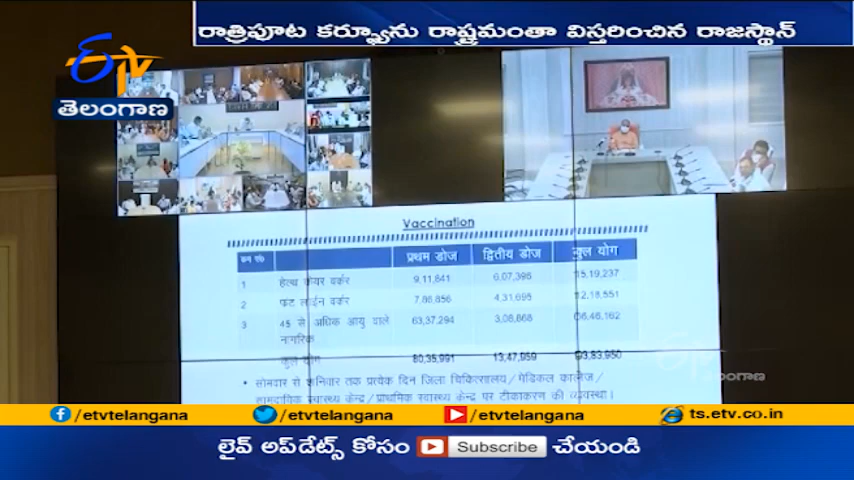 రాత్రిపూట కర్ఫ్యూను రాష్ట్రమంతా విస్తరించిన రాజస్థాన్
ETV
తెలంగాణ
Vaccination
क्र0 सं0 प्रथम डोज द्वितीय डोज कुल योग
1 हेल्थ केयर वर्कर 9,11,841 6,07,396 15,19,237
2 फ्रंट लाईन वर्कर 7,86,856 4,31,695 12,18,551
3 45 से अधिक आयु वाले नागरिक 63,37,294 3,08,868 66,46,162
कुल योग 80,35,991 13,47,959 93,83,950
• सोमवार से शनिवार तक प्रत्येक दिन जिला चिकित्सालय/मेडिकल कालेज/
सामुदायिक स्वास्थ्य केन्द्र/प्राथमिक स्वास्थ्य केन्द्र पर टीकाकरण की व्यवस्था।
/etvtelangana /etvtelangana /etvtelangana ts.etv.co.in
లైవ్ అప్‌డేట్స్ కోసం Subscribe చేయండి